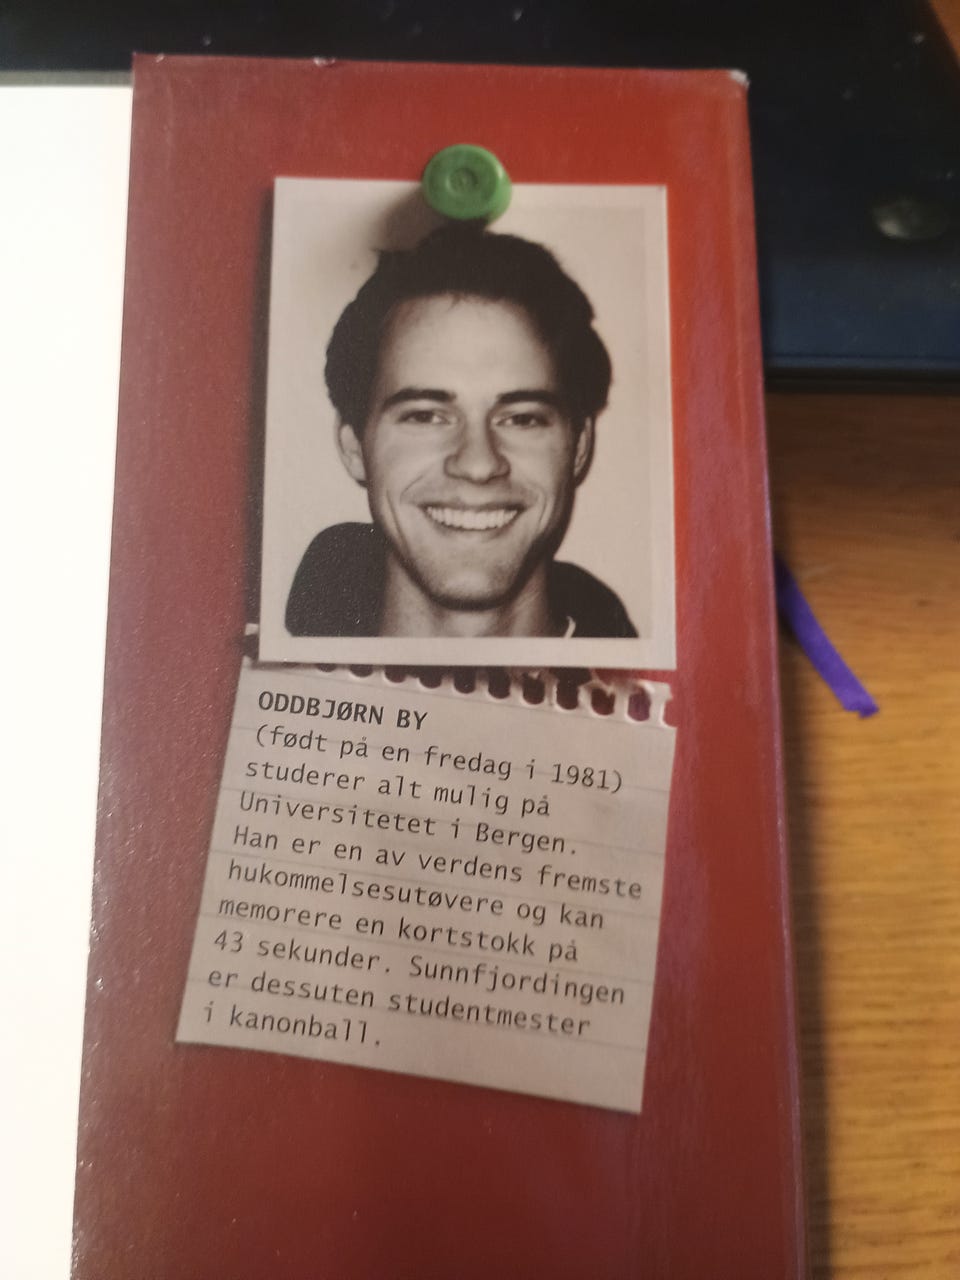 ODDBJØRN BY
(født på en fredag i 1981)
studerer alt mulig på
Universitetet i Bergen.
Han er en av verdens fremste
hukommelsesutøvere og kan
memorere en kortstokk på
43 sekunder. Sunnfjordingen
er dessuten studentmester
i kanonball.